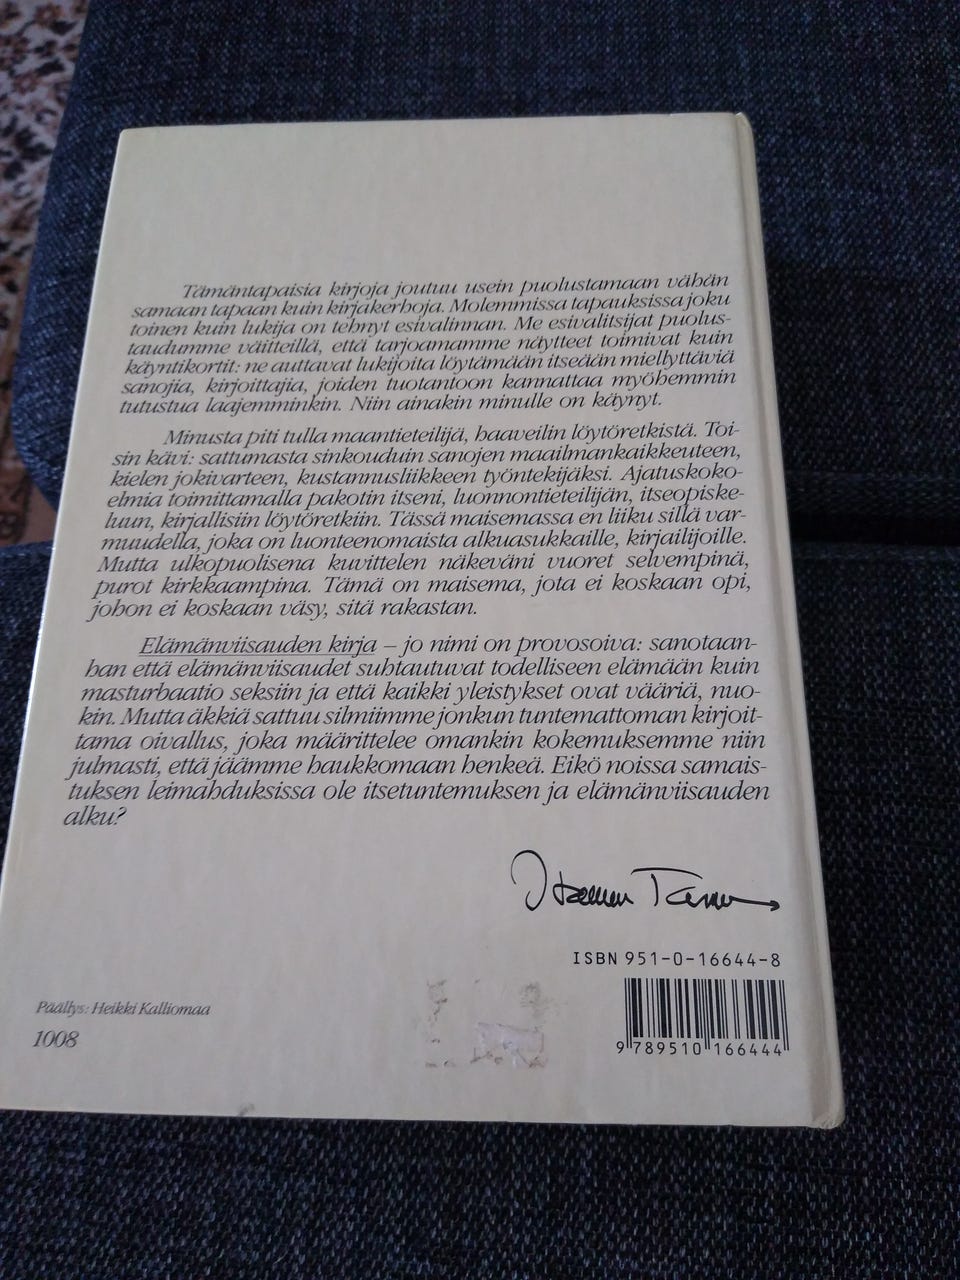 Tämäntapaisia kirjoja joutuu usein puolustamaan vähän
samaan tapaan kuin kirjakerhoja. Molemmissa tapauksissa joku
toinen kuin lukija on tehnyt esivalinnan. Me esivalitsijat puolus-
taudumme väitteillä, että tarjoamamme näytteet toimivat kuin
käyntikortit: ne auttavat lukijoita löytämään itseään miellyttäviä
sanojia, kirjoittajia, joiden tuotantoon kannattaa myöhemmin
tutustua laajemminkin. Niin ainakin minulle on käynyt.
Minusta piti tulla maantieteilijä, haaveilin löytöretkistä. Toi-
sin kävi: sattumasta sinkouduin sanojen maailmankaikkeuteen,
kielen jokivarteen, kustannusliikkeen työntekijäksi. Ajatuskoko-
elmia toimittamalla pakotin itseni, luonnontieteilijän, itseopiske-
luun, kirjallisiin löytöretkiin. Tässä maisemassa en liiku sillä var-
muudella, joka on luonteenomaista alkuasukkaille, kirjailijoille.
Mutta ulkopuolisena kuvittelen näkeväni vuoret selvempinä,
purot kirkkaampina. Tämä on maisema, jota ei koskaan opi,
johon ei koskaan väsy, sitä rakastan.
Elämänviisauden kirja – jo nimi on provosoiva: sanotaan-
han että elämänviisaudet suhtautuvat todelliseen elämään kuin
masturbaatio seksiin ja että kaikki yleistykset ovat vääriä, nuo-
kin. Mutta äkkiä sattuu silmiimme jonkun tuntemattoman kirjoit-
tama oivallus, joka määrittelee omankin kokemuksemme niin
julmasti, että jäämme haukkomaan henkeä. Eikö noissa samais-
tuksen leimahduksissa ole itsetuntemuksen ja elämänviisauden
alku?
ISBN 951-0-16644-8
Päällys: Heikki Kalliomaa
1008
9 789510 166444